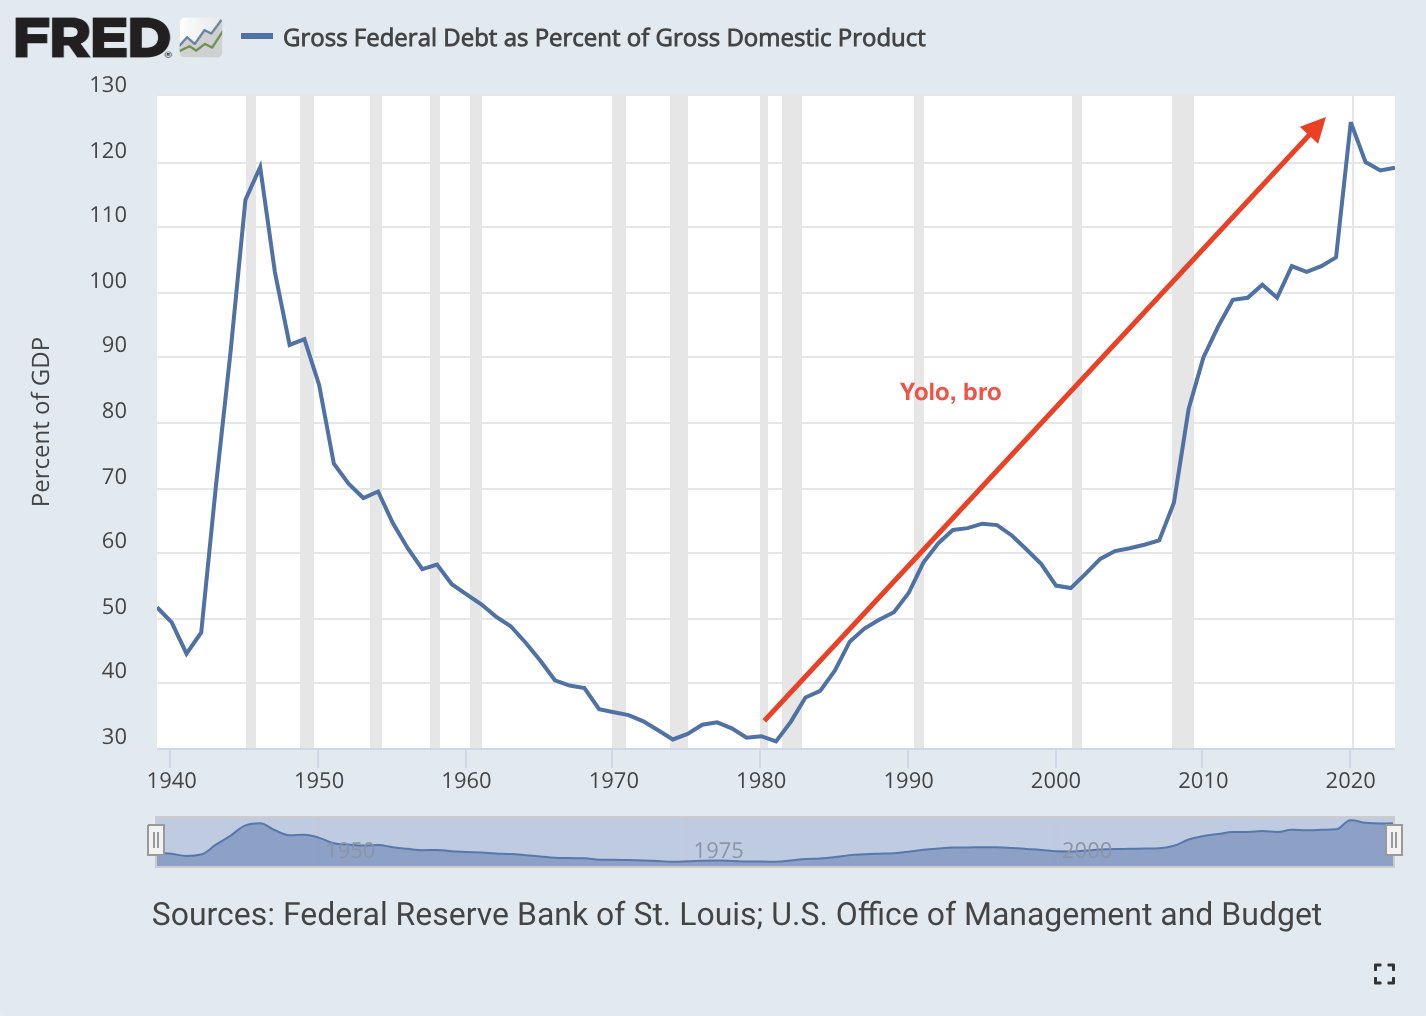 FRED® Gross Federal Debt as Percent of Gross Domestic Product
130
120
110
100
90
80
70
60
50
40
30
Percent of GDP
Yolo, bro
1940 1950 1960 1970 1980 1990 2000 2010 2020
1950 1975 2000
Sources: Federal Reserve Bank of St. Louis; U.S. Office of Management and Budget